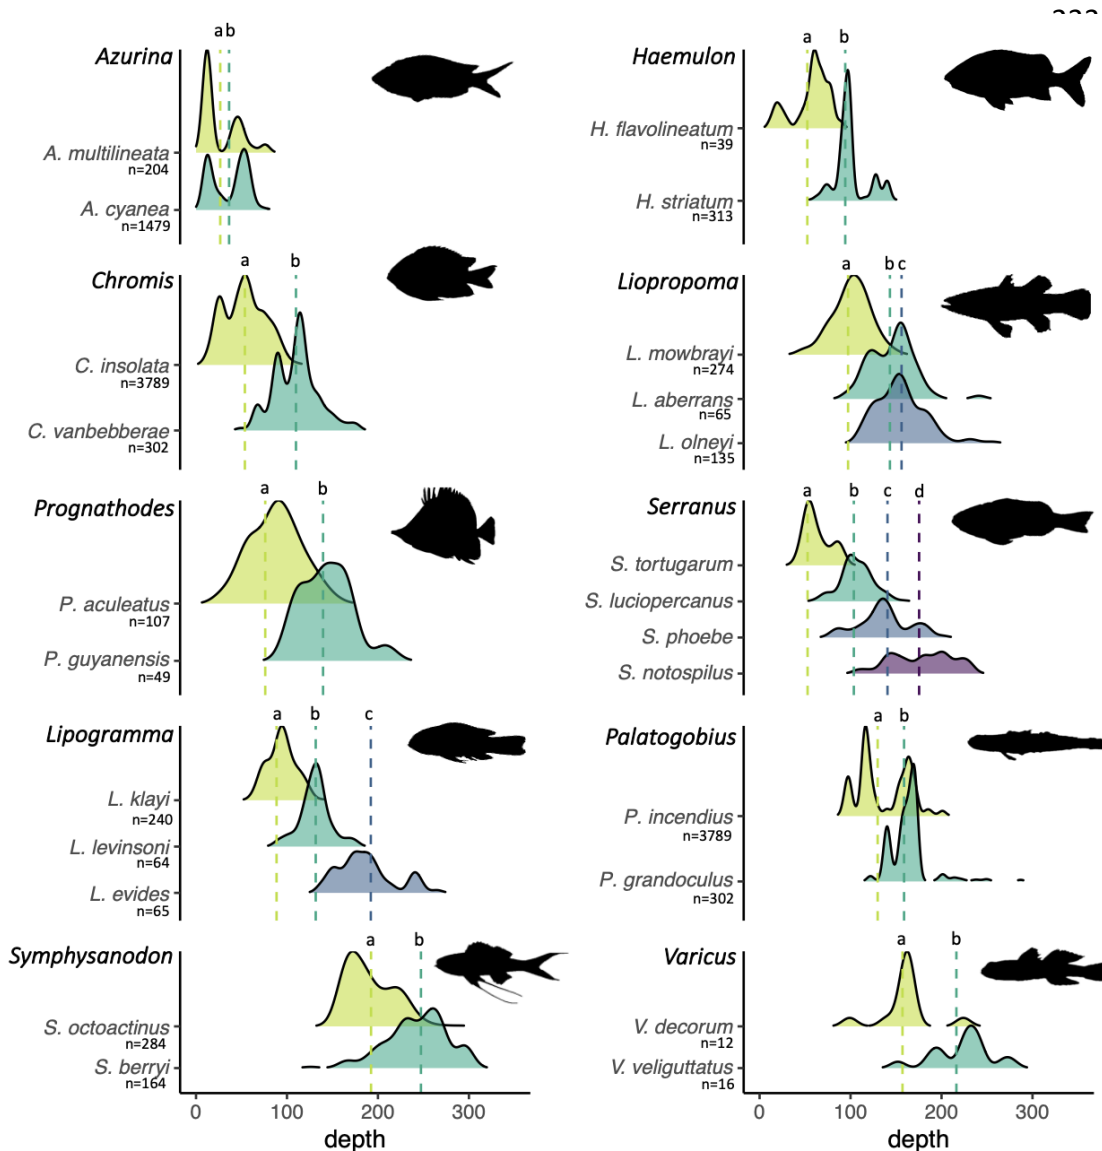 a b
Azurina
A. multilineata
n=204
A. cyanea
n=1479
a b
Chromis
C. insolata
n=3789
C. vanbebberae
n=302
a b
Prognathodes
P. aculeatus
n=107
P. guyanensis
n=49
a b c
Lipogramma
L. klayi
n=240
L. levinsoni
n=64
L. evides
n=65
a b
Symphysanodon
S. octoactinus
n=284
S. berryi
n=164
0 100 200 300
depth
a b
Haemulon
H. flavolineatum
n=39
H. striatum
n=313
a b c
Liopropoma
L. mowbrayi
n=274
L. aberrans
n=65
L. olneyi
n=135
a b c d
Serranus
S. tortugarum
S. luciopercanus
S. phoebe
S. notospilus
a b
Palatogobius
P. incendius
n=3789
P. grandoculus
n=302
a b
Varicus
V. decorum
n=12
V. veliguttatus
n=16
0 100 200 300
depth